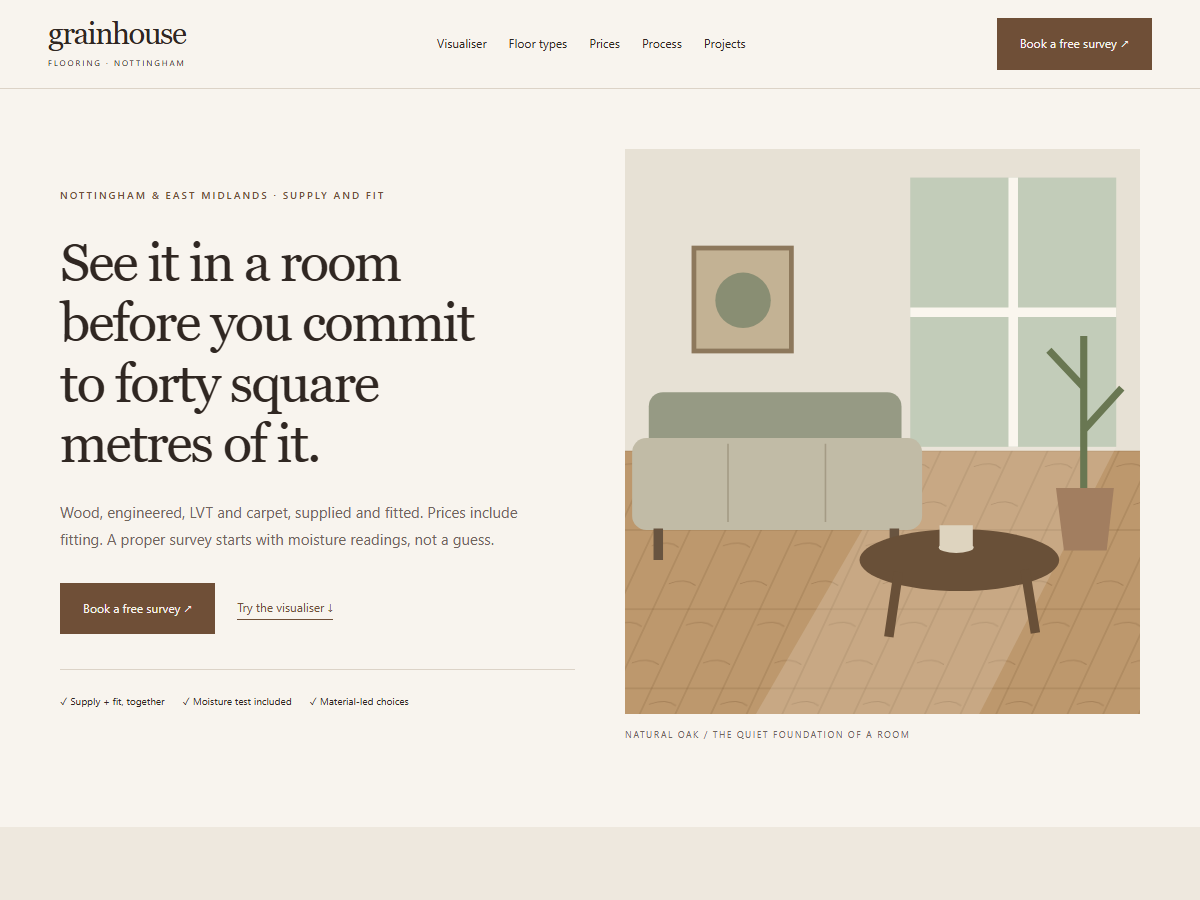 grainhouse
FLOORING · NOTTINGHAM
Visualiser Floor types Prices Process Projects
Book a free survey ↗
NOTTINGHAM & EAST MIDLANDS · SUPPLY AND FIT
See it in a room
before you commit
to forty square
metres of it.
Wood, engineered, LVT and carpet, supplied and fitted. Prices include
fitting. A proper survey starts with moisture readings, not a guess.
Book a free survey ↗ Try the visualiser ↓
✓ Supply + fit, together ✓ Moisture test included ✓ Material-led choices
NATURAL OAK / THE QUIET FOUNDATION OF A ROOM